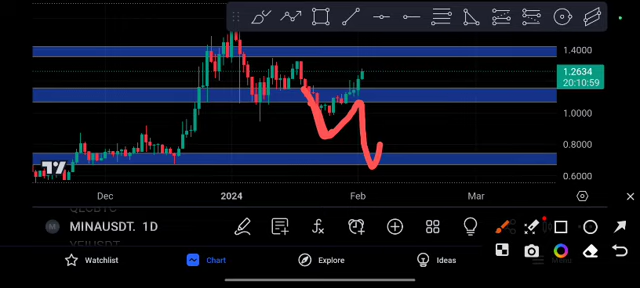 1.4000
1.2634
20:10:59
1.0000
0.8000
0.6000
Dec
2024
Feb
Mar
M
MINAUSDT. 1D
Watchlist
Chart
Explore
Ideas